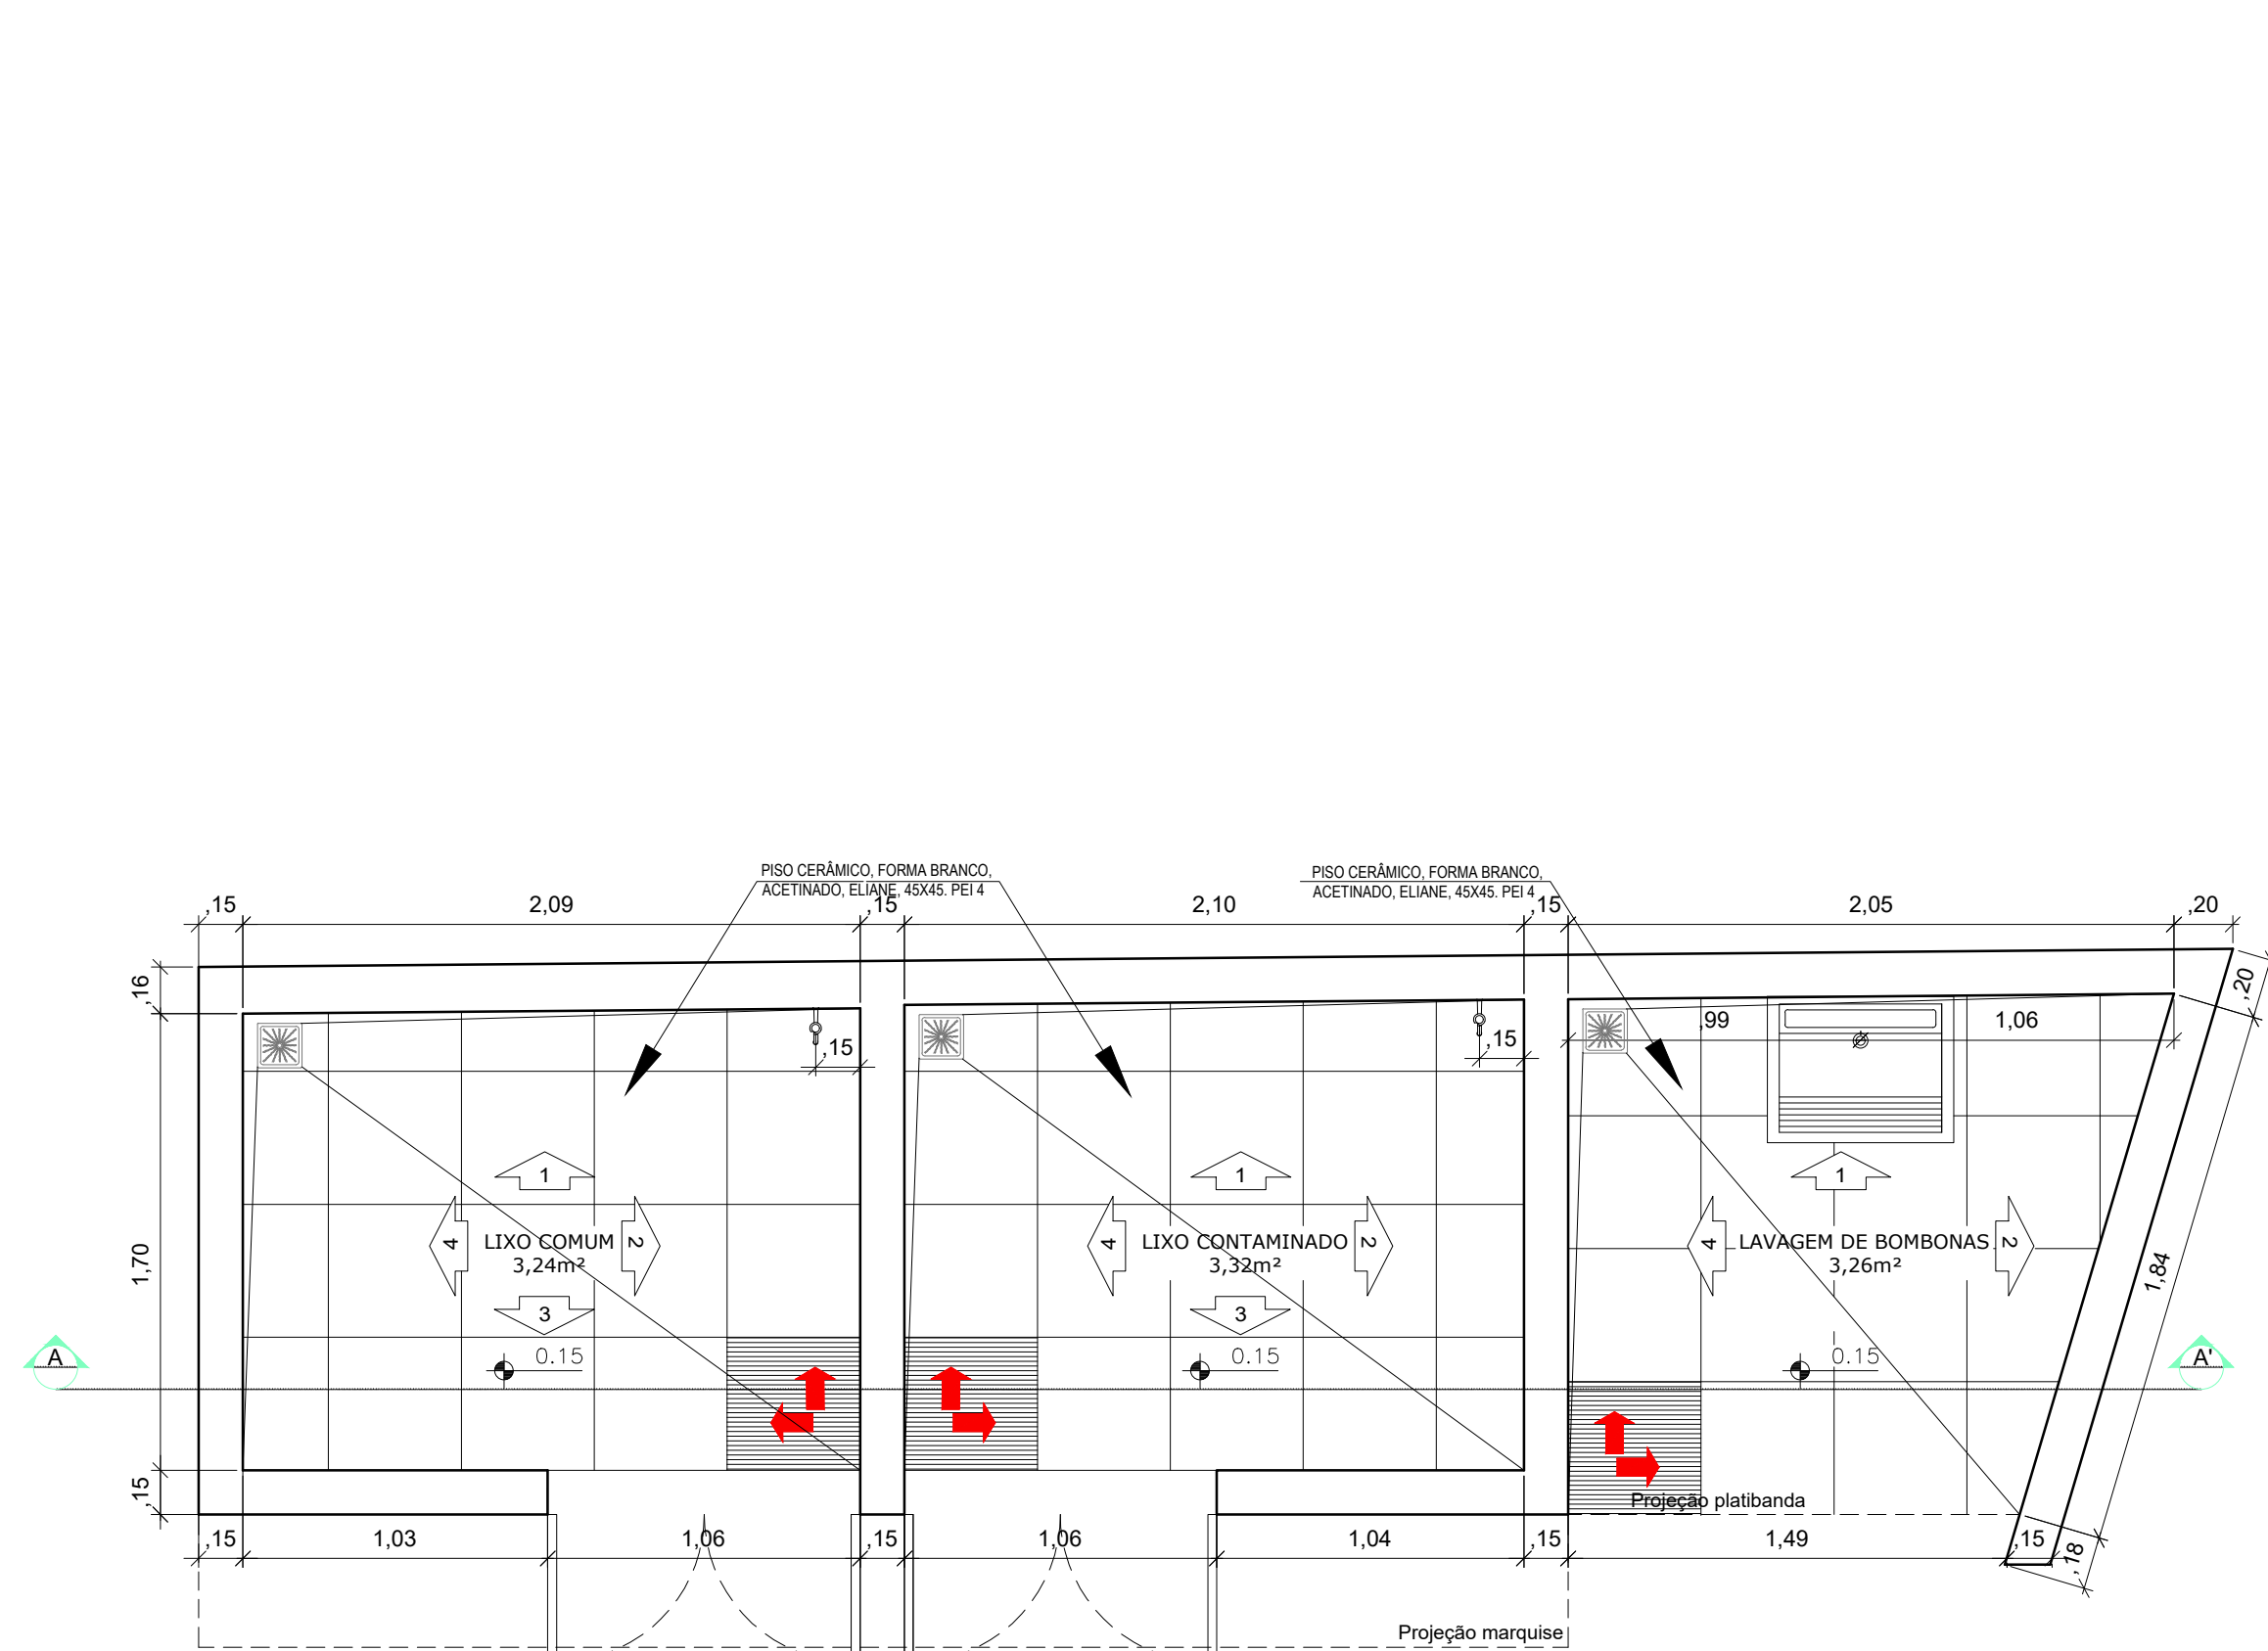 PISO CERÂMICO, FORMA BRANCO,
ACETINADO, ELIANE, 45X45. PEI 4
PISO CERÂMICO, FORMA BRANCO,
ACETINADO, ELIANE, 45X45. PEI 4
,15
2,09
,15
2,10
,15
2,05
,20
,16
,20
,15
,15
,99
1,06
1
1
1
4
LIXO COMUM
3,24m²
2
4
LIXO CONTAMINADO
3,32m²
2
4
LAVAGEM DE BOMBONAS
3,26m²
2
1,70
1,84
3
3
A
0.15
0.15
0.15
A'
,15
Projeção platibanda
,15
1,03
1,06
,15
1,06
1,04
,15
1,49
,15
,18
Projeção marquise